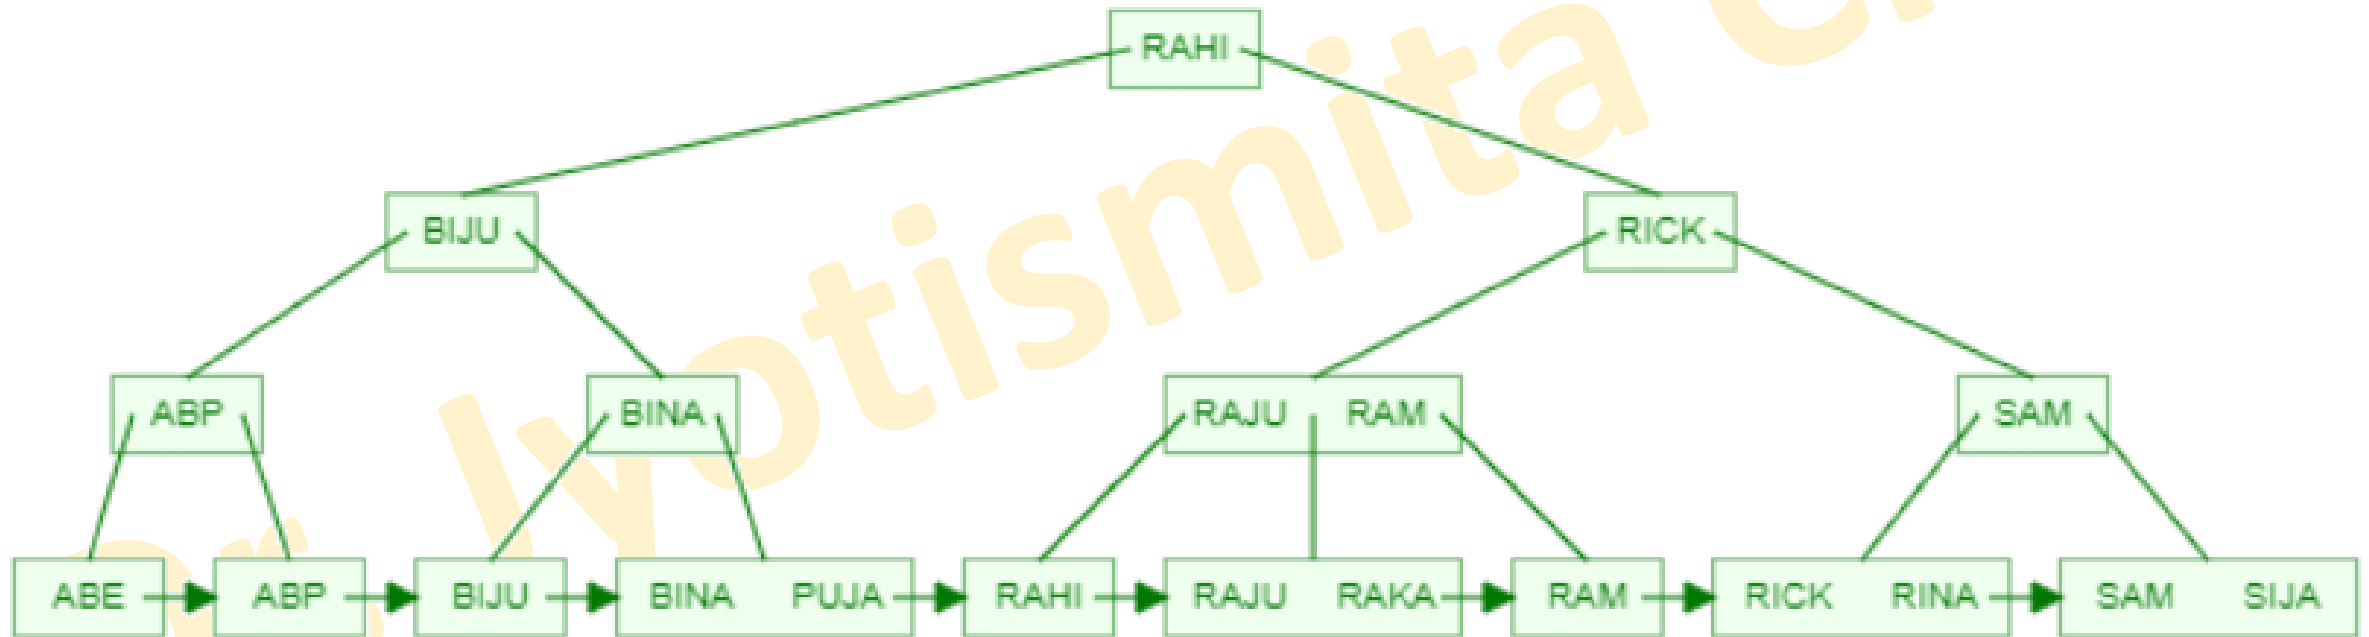 RAHI
BIJU RICK
ABP BINA RAJU RAM SAM
ABE ABP BIJU BINA PUJA RAHI RAJU RAKA RAM RICK RINA SAM SIJA
Dr. Jyotismita